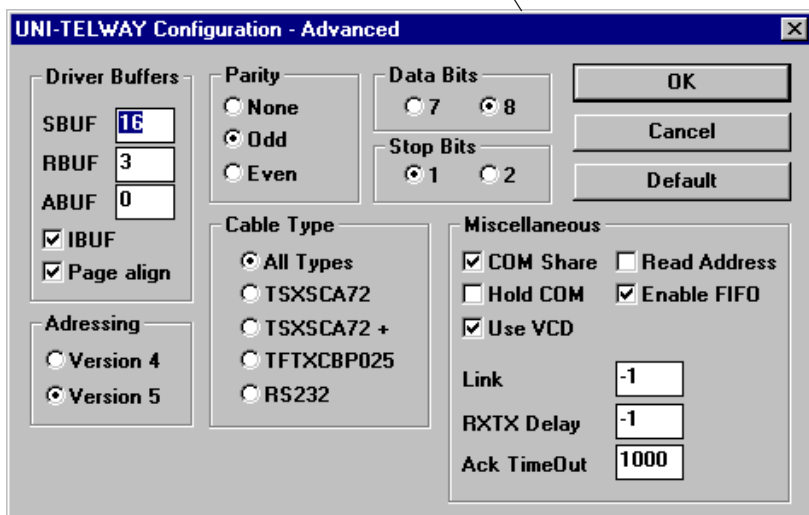 UNI-TELWAY Configuration - Advanced
Driver Buffers
SBUF 16
RBUF 3
ABUF 0
IBUF
Page align
Adressing
Version 4
Version 5
Parity
None
Odd
Even
Data Bits
7 8
Stop Bits
1 2
OK
Cancel
Default
Cable Type
All Types
TSXSCA72
TSXSCA72 +
TFTXCBP025
RS232
Miscellaneous
COM Share Read Address
Hold COM Enable FIFO
Use VCD
Link -1
RXTX Delay -1
Ack TimeOut 1000